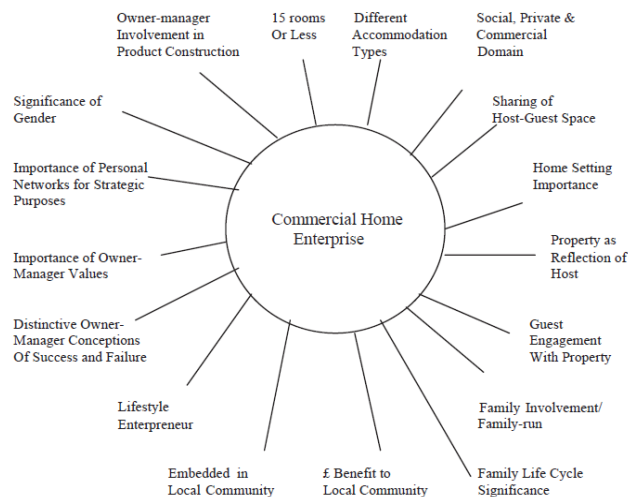 Owner-manager
Involvement in
Product Construction
15 rooms
Or Less
Different
Accommodation
Types
Social, Private &
Commercial
Domain
Significance of
Gender
Sharing of
Host-Guest Space
Importance of Personal
Networks for Strategic
Purposes
Home Setting
Importance
Commercial Home
Enterprise
Importance of Owner-
Manager Values
Property as
Reflection of
Host
Distinctive Owner-
Manager Conceptions
Of Success and Failure
Guest
Engagement
With Property
Lifestyle
Enterpreneur
Family Involvement/
Family-run
Embedded in
Local Community
£ Benefit to
Local Community
Family Life Cycle
Significance